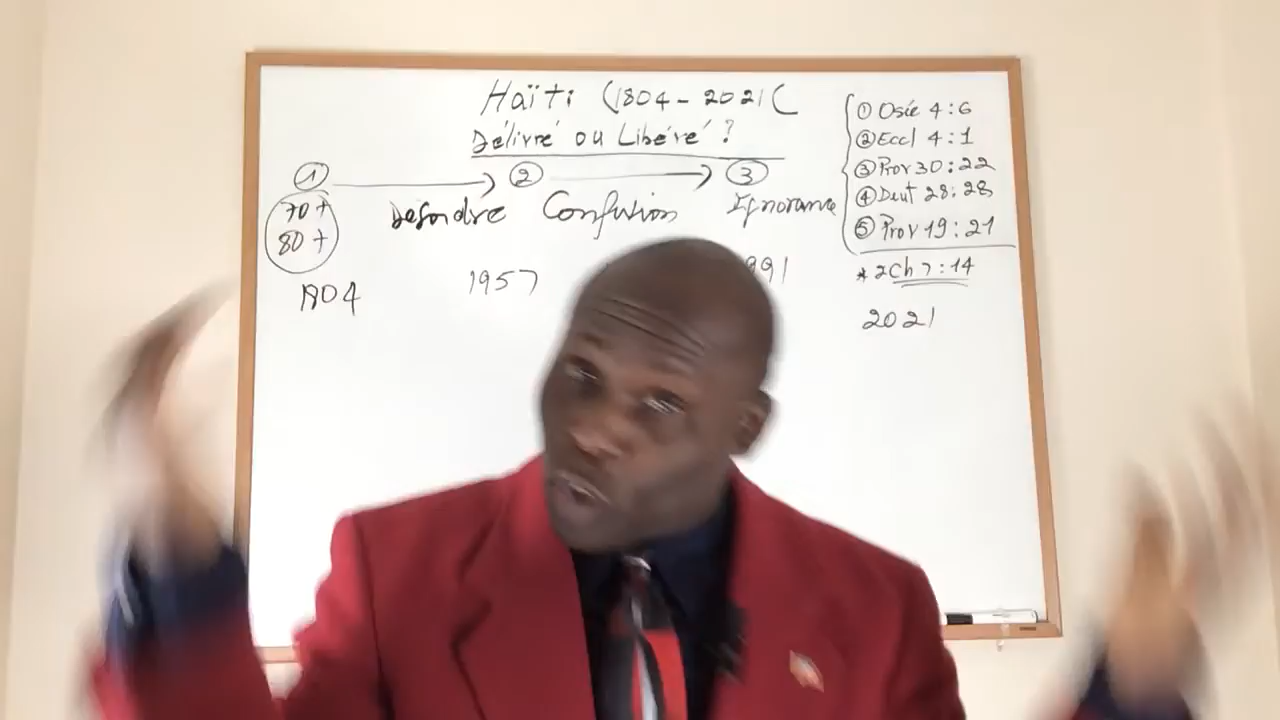 Haïti (1804 - 2021(
Délivré ou Libéré ?
① ② ③
70 +
80 +
Desordre Confusion Ignorance
1804 1957 991
① Osée 4 : 6
② Eccl 4 : 1
③ Prov 30 : 22
④ Deut 28 : 28
⑤ Prov 19 : 21
* 2Ch 7 : 14
2021